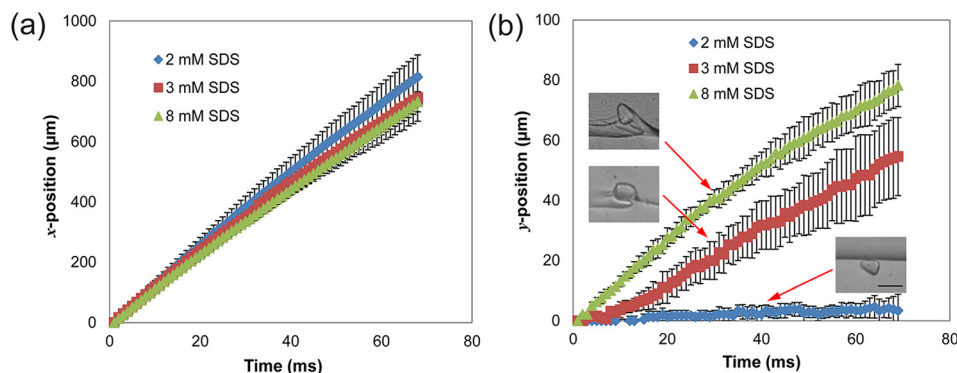 (a)
1000
800
600
400
200
0
x-position (μm)
2 mM SDS
3 mM SDS
8 mM SDS
0 20 40 60 80
Time (ms)
(b)
100
80
60
40
20
0
y-position (μm)
2 mM SDS
3 mM SDS
8 mM SDS
0 20 40 60 80
Time (ms)